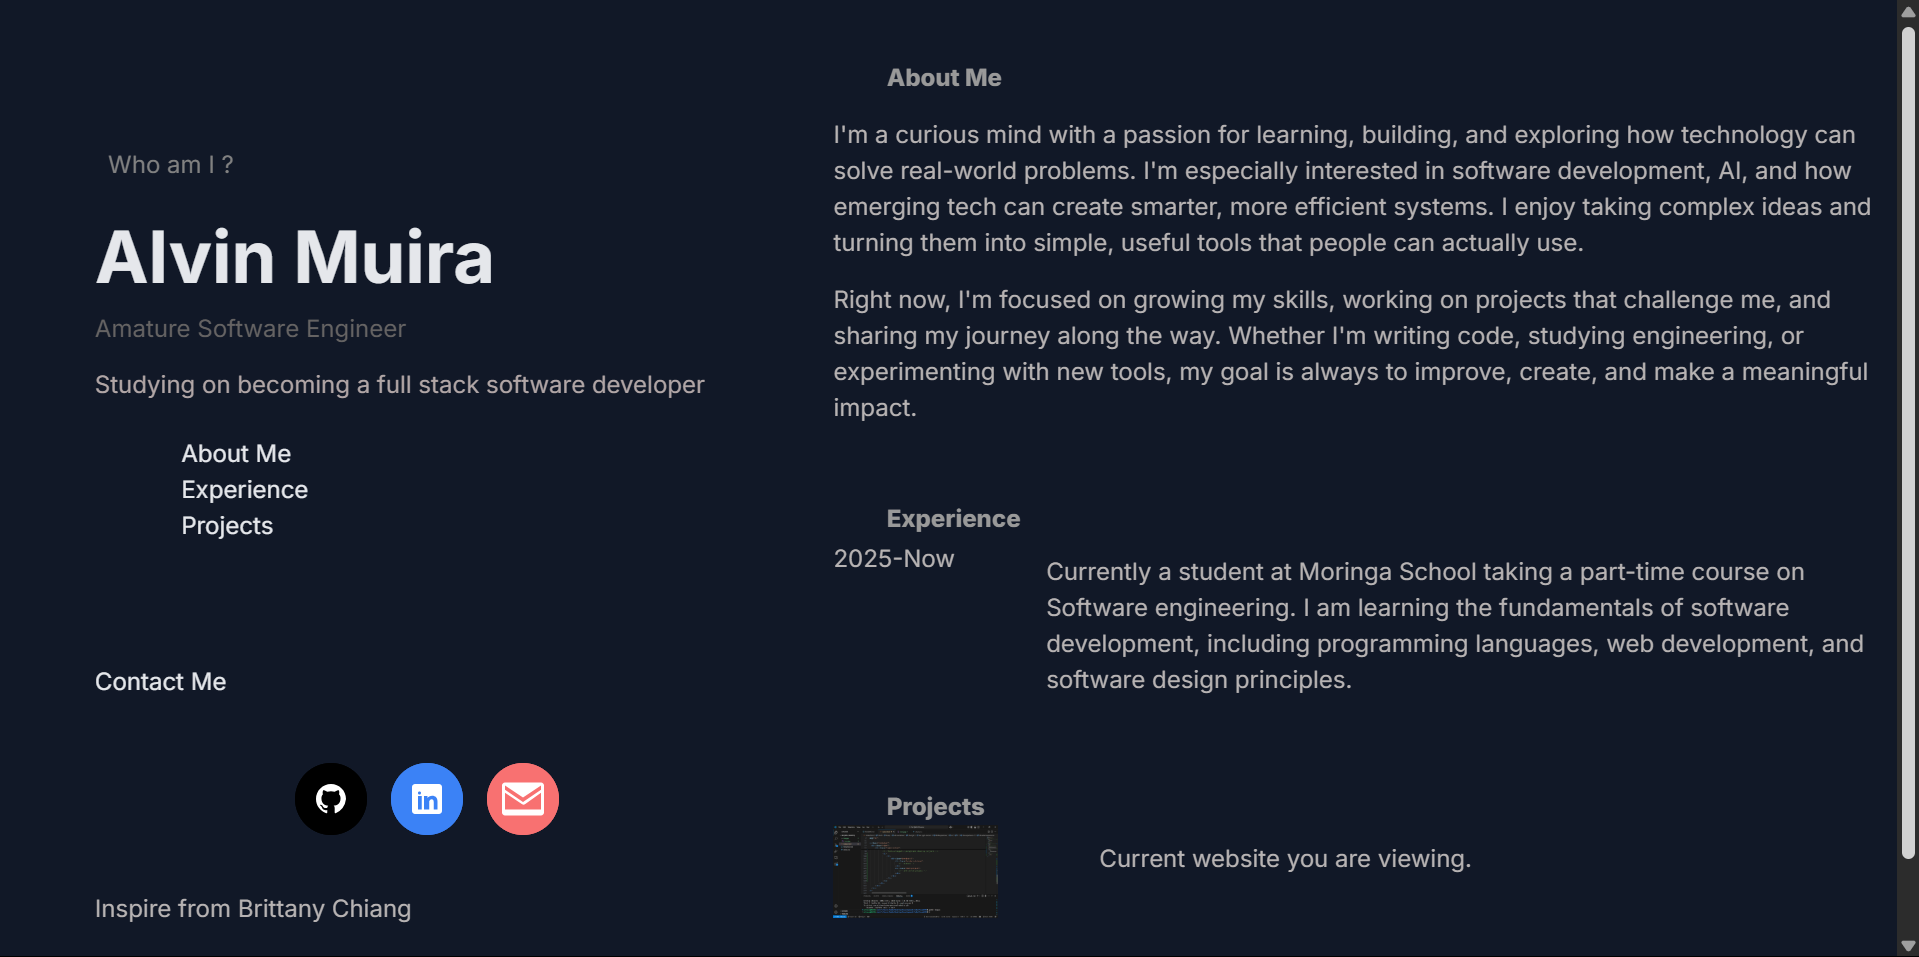 Who am I ?
Alvin Muira
Amature Software Engineer
Studying on becoming a full stack software developer
About Me
Experience
Projects
Contact Me
in
Inspire from Brittany Chiang
About Me
I'm a curious mind with a passion for learning, building, and exploring how technology can
solve real-world problems. I'm especially interested in software development, AI, and how
emerging tech can create smarter, more efficient systems. I enjoy taking complex ideas and
turning them into simple, useful tools that people can actually use.
Right now, I'm focused on growing my skills, working on projects that challenge me, and
sharing my journey along the way. Whether I'm writing code, studying engineering, or
experimenting with new tools, my goal is always to improve, create, and make a meaningful
impact.
Experience
2025-Now
Currently a student at Moringa School taking a part-time course on
Software engineering. I am learning the fundamentals of software
development, including programming languages, web development, and
software design principles.
Projects
Current website you are viewing.